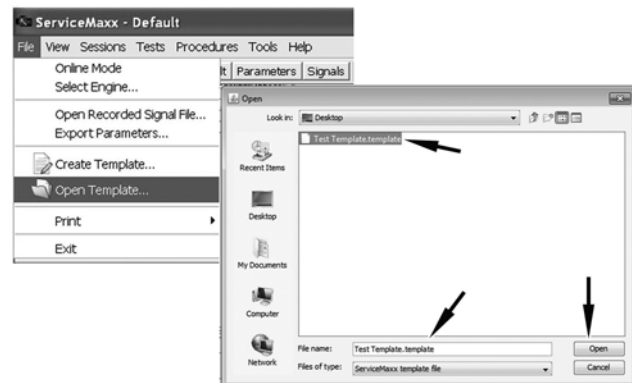 ServiceMaxx - Default
File View Sessions Tests Procedures Tools Help
Online Mode
Select Engine...
lt Parameters Signals
Open Recorded Signal File...
Export Parameters...
Create Template...
Open Template...
Print
Exit
Open
Look in: Desktop
Test Template.template
Recent Items
Desktop
My Documents
Computer
Network
File name: Test Template.template Open
Files of type: ServiceMaxx template file Cancel